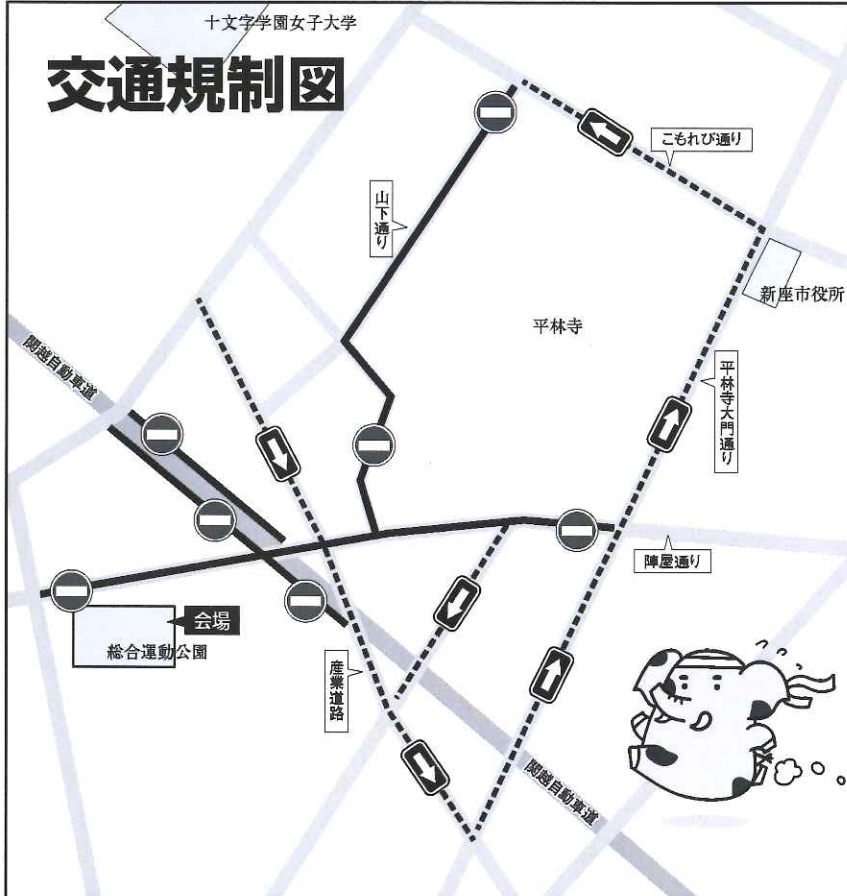 十文字学園女子大学
交通規制図
こもれび通り
山下通り
新座市役所
平林寺
関越自動車道
平林寺大門通り
陣屋通り
会場
総合運動公園
産業道路
関越自動車道